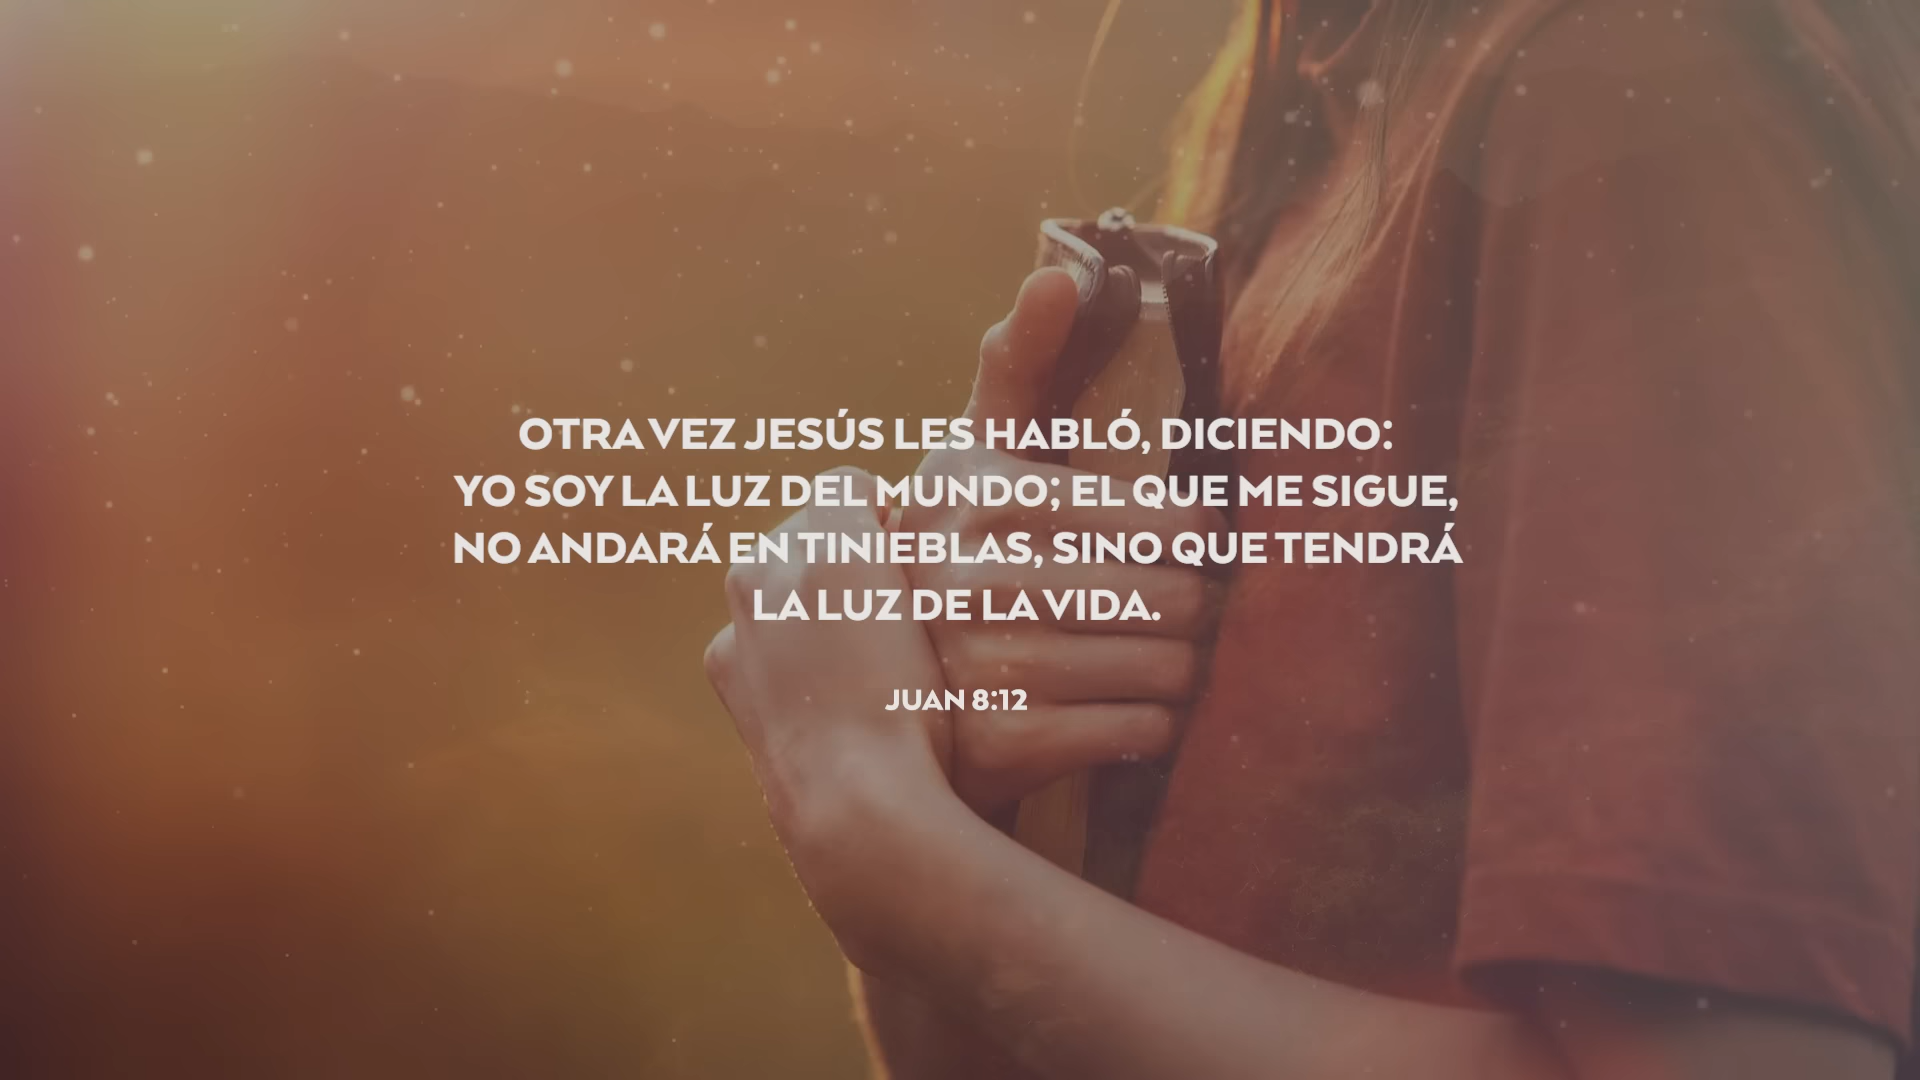 OTRA VEZ JESÚS LES HABLÓ, DICIENDO:
YO SOY LA LUZ DEL MUNDO; EL QUE ME SIGUE,
NO ANDARÁ EN TINIEBLAS, SINO QUE TENDRÁ
LA LUZ DE LA VIDA.
JUAN 8:12